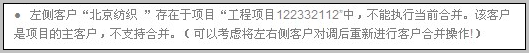 ● 左侧客户“北京纺织 ”存在于项目“工程项目122332112”中，不能执行当前合并。该客户
是项目的主客户，不支持合并。( 可以考虑将左右侧客户对调后重新进行客户合并操作!)